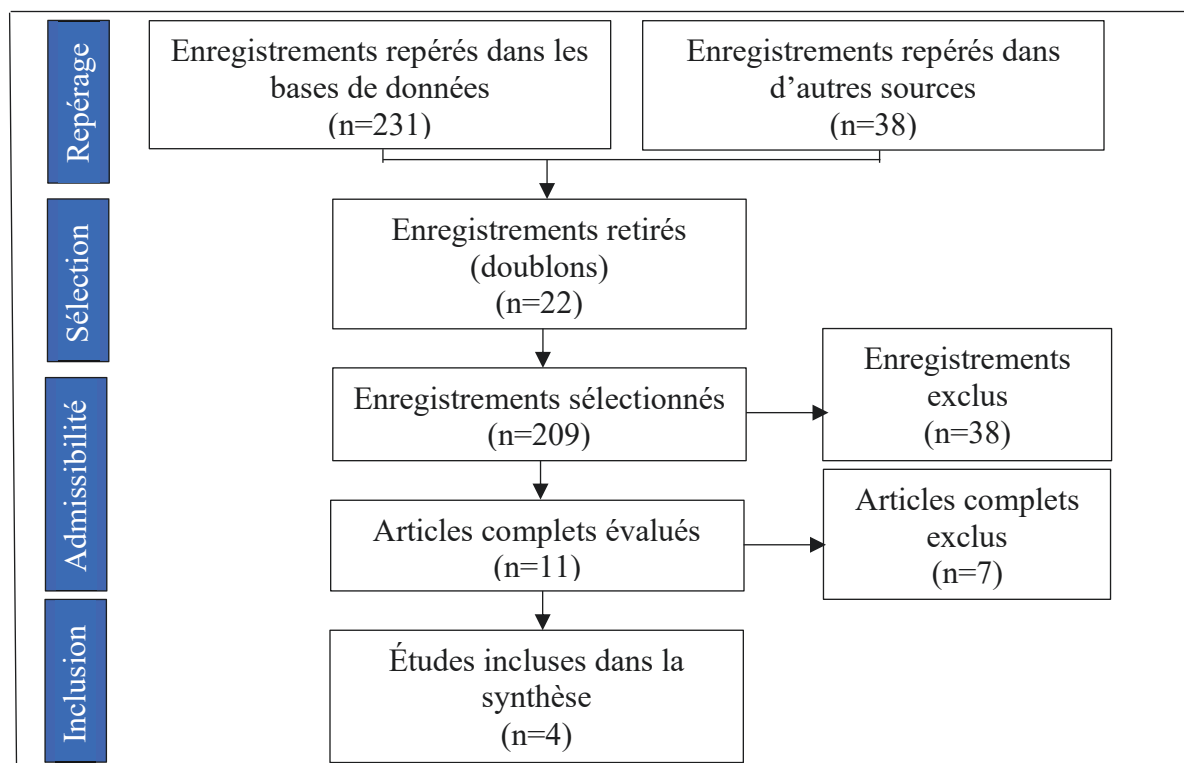 Repérage
Enregistrements repérés dans les
bases de données
(n=231)
Enregistrements repérés dans
d’autres sources
(n=38)
Sélection
Enregistrements retirés
(doublons)
(n=22)
Admissibilité
Enregistrements sélectionnés
(n=209)
Enregistrements
exclus
(n=38)
Articles complets évalués
(n=11)
Articles complets
exclus
(n=7)
Inclusion
Études incluses dans la
synthèse
(n=4)